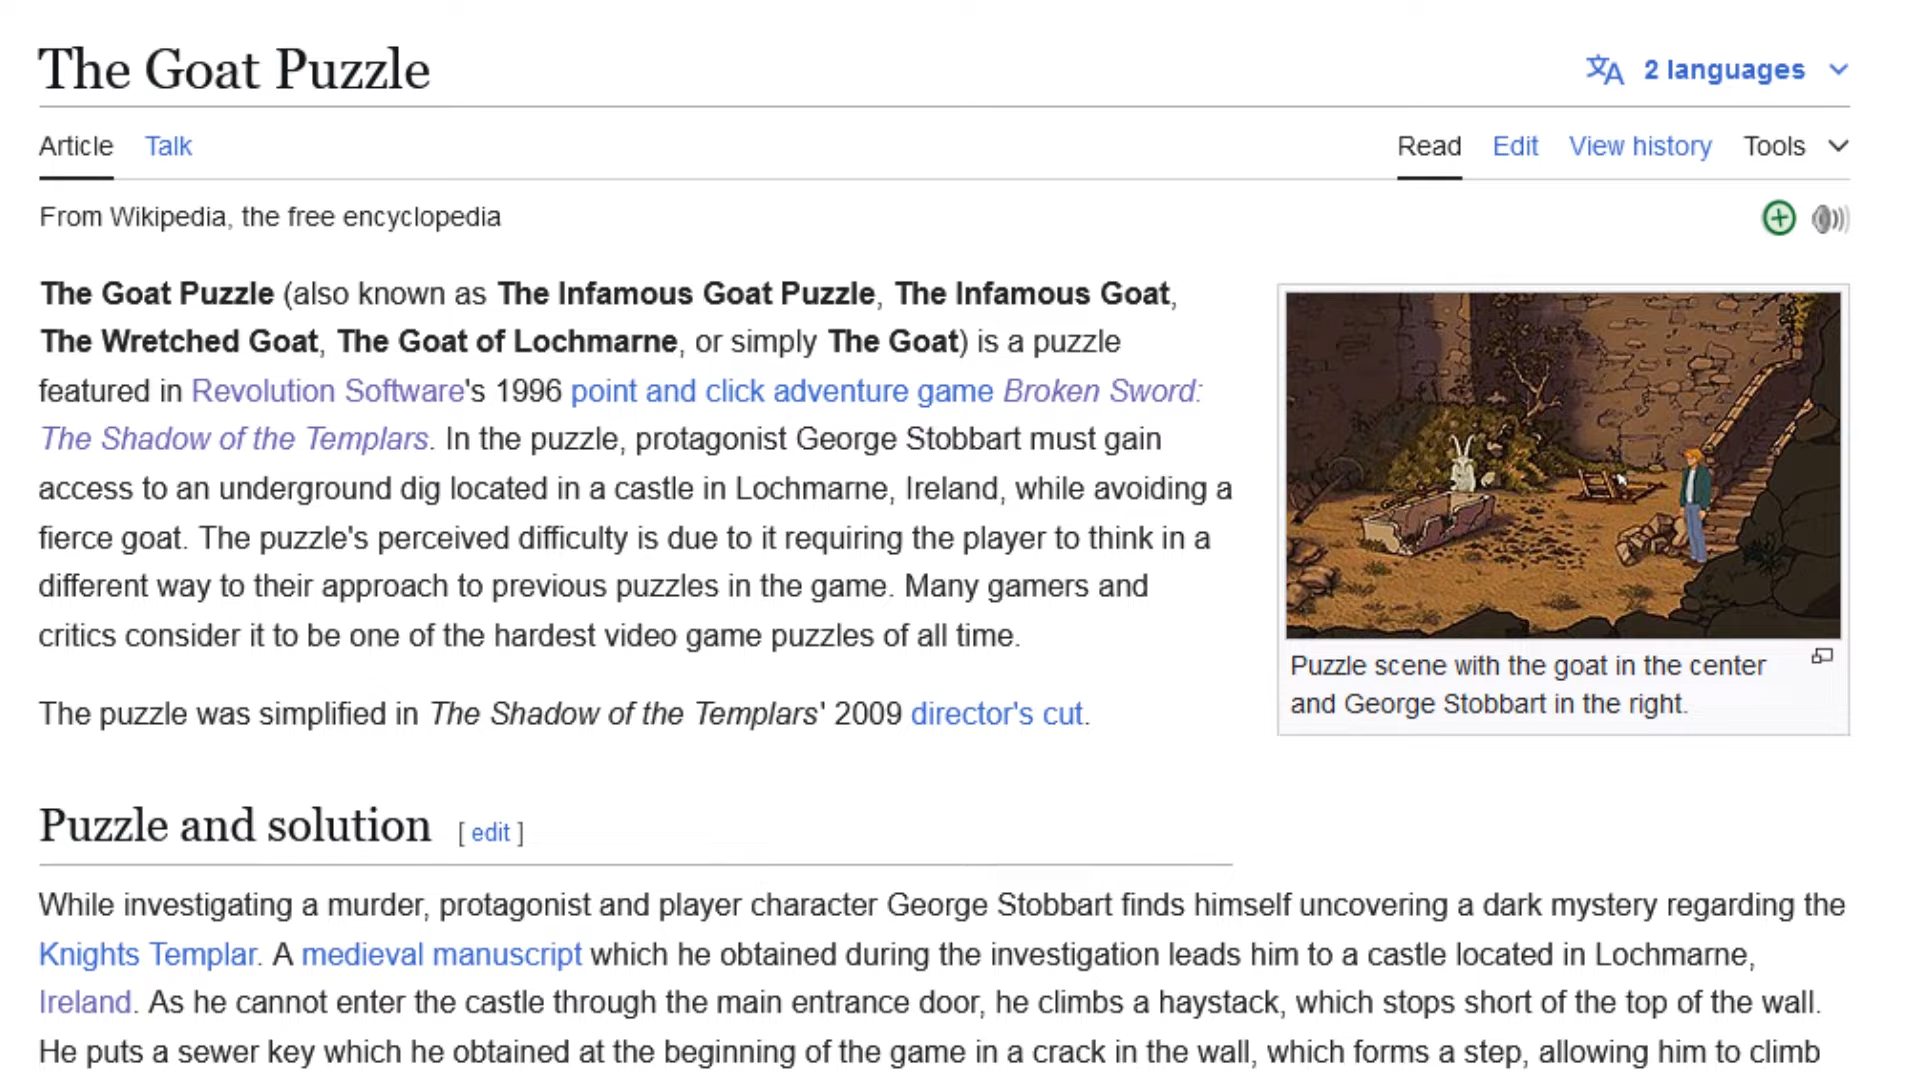 The Goat Puzzle
2 languages
Article Talk
Read Edit View history Tools
From Wikipedia, the free encyclopedia
The Goat Puzzle (also known as The Infamous Goat Puzzle, The Infamous Goat,
The Wretched Goat, The Goat of Lochmarne, or simply The Goat) is a puzzle
featured in Revolution Software's 1996 point and click adventure game Broken Sword:
The Shadow of the Templars. In the puzzle, protagonist George Stobbart must gain
access to an underground dig located in a castle in Lochmarne, Ireland, while avoiding a
fierce goat. The puzzle's perceived difficulty is due to it requiring the player to think in a
different way to their approach to previous puzzles in the game. Many gamers and
critics consider it to be one of the hardest video game puzzles of all time.
The puzzle was simplified in The Shadow of the Templars' 2009 director's cut.
Puzzle scene with the goat in the center
and George Stobbart in the right.
Puzzle and solution [ edit ]
While investigating a murder, protagonist and player character George Stobbart finds himself uncovering a dark mystery regarding the
Knights Templar. A medieval manuscript which he obtained during the investigation leads him to a castle located in Lochmarne,
Ireland. As he cannot enter the castle through the main entrance door, he climbs a haystack, which stops short of the top of the wall.
He puts a sewer key which he obtained at the beginning of the game in a crack in the wall, which forms a step, allowing him to climb